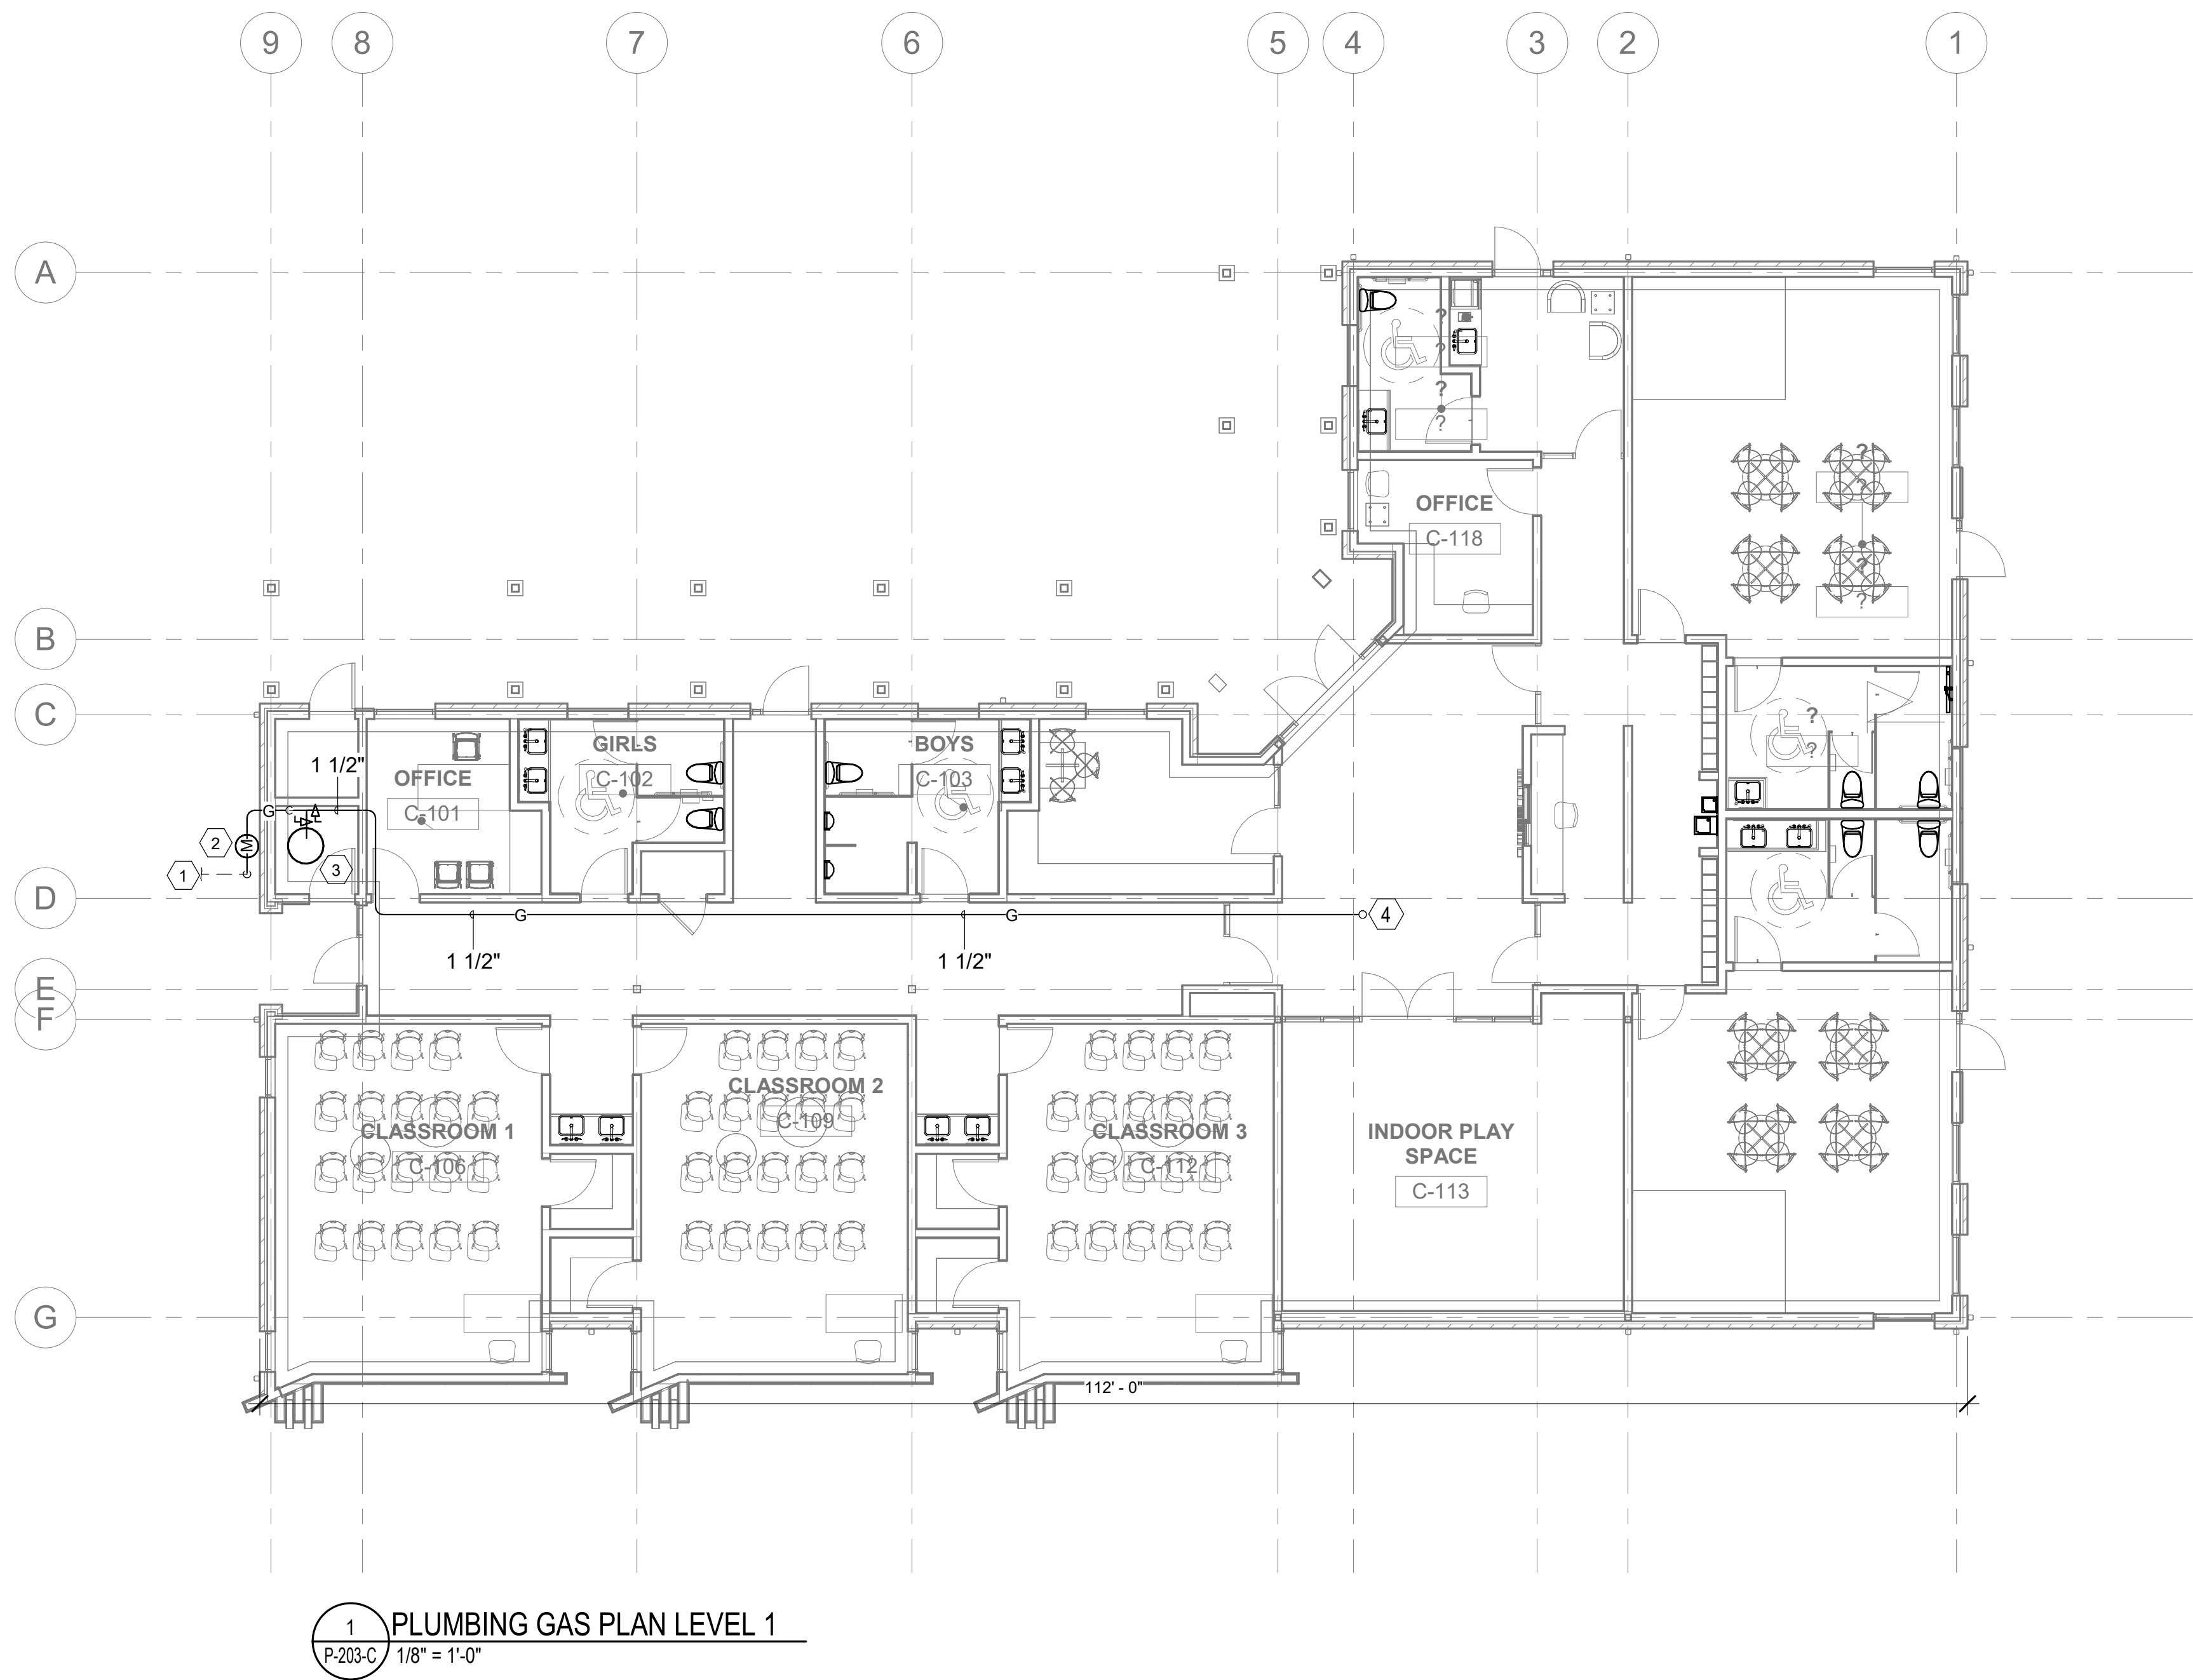 9 8 7 6 5 4 3 2 1
A
?
?
?
?
OFFICE
C-118
?
?
?
?
B
C
GIRLS
C-102
BOYS
C-103
?
?
1 1/2"
OFFICE
C-101
G
2
M
1
3
D
G
G
4
1 1/2"
1 1/2"
E
F
CLASSROOM 1
C-106
CLASSROOM 2
C-109
CLASSROOM 3
C-112
INDOOR PLAY
SPACE
C-113
G
112' - 0"
1
P-203-C
PLUMBING GAS PLAN LEVEL 1
1/8" = 1'-0"